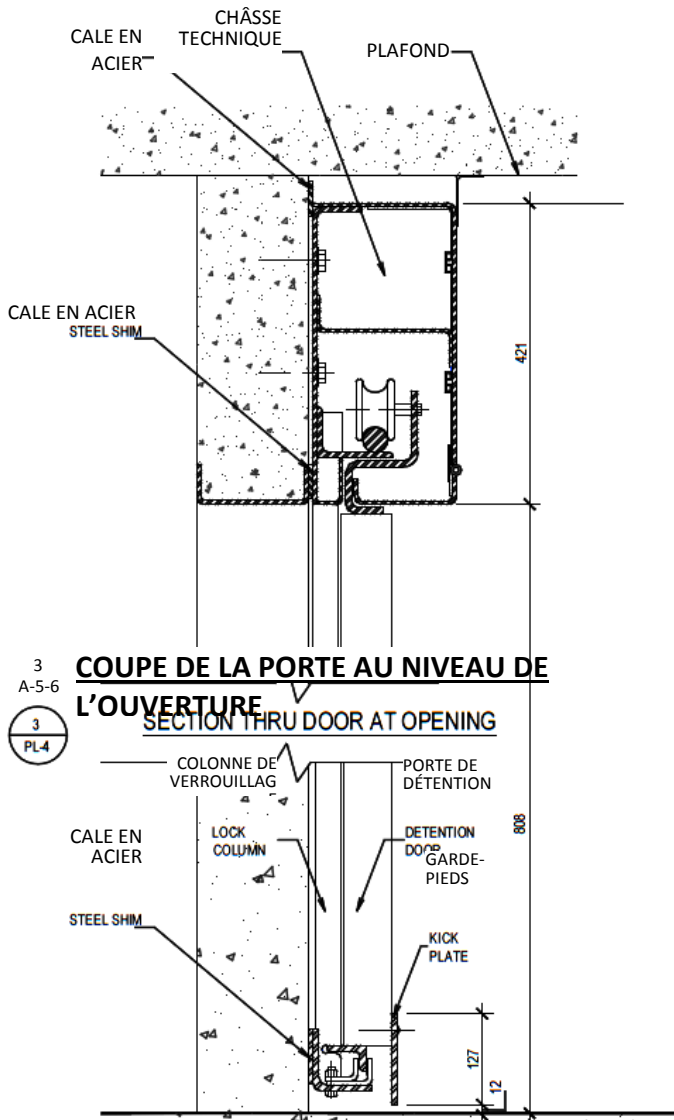 CHÂSSE
TECHNIQUE
CALE EN
ACIER
PLAFOND
CALE EN ACIER
STEEL SHIM
421
3
A-5-6
COUPE DE LA PORTE AU NIVEAU DE
L’OUVERTURE
3
PL-4
SECTION THRU DOOR AT OPENING
COLONNE DE
VERROUILLAG
PORTE DE
DÉTENTION
808
CALE EN
ACIER
LOCK
COLUMN
DETENTION
DOOR
GARDE-
PIEDS
STEEL SHIM
KICK
PLATE
127
12